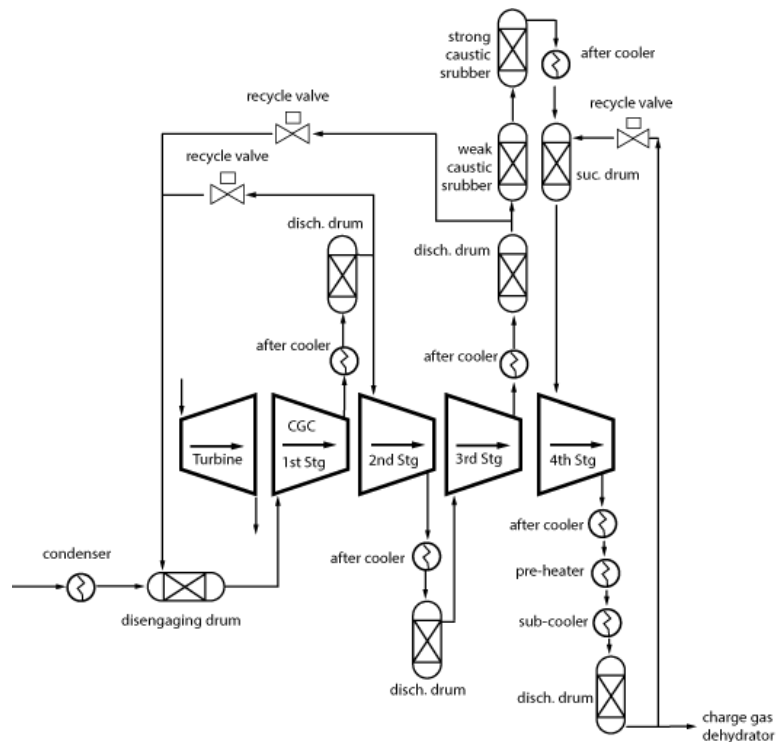 strong
caustic
srubber
after cooler
recycle valve
recycle valve
weak
caustic
srubber
suc. drum
recycle valve
disch. drum
disch. drum
after cooler
after cooler
CGC
Turbine
1st Stg
2nd Stg
3rd Stg
4th Stg
after cooler
condenser
after cooler
pre-heater
disengaging drum
sub-cooler
disch. drum
disch. drum
charge gas
dehydrator